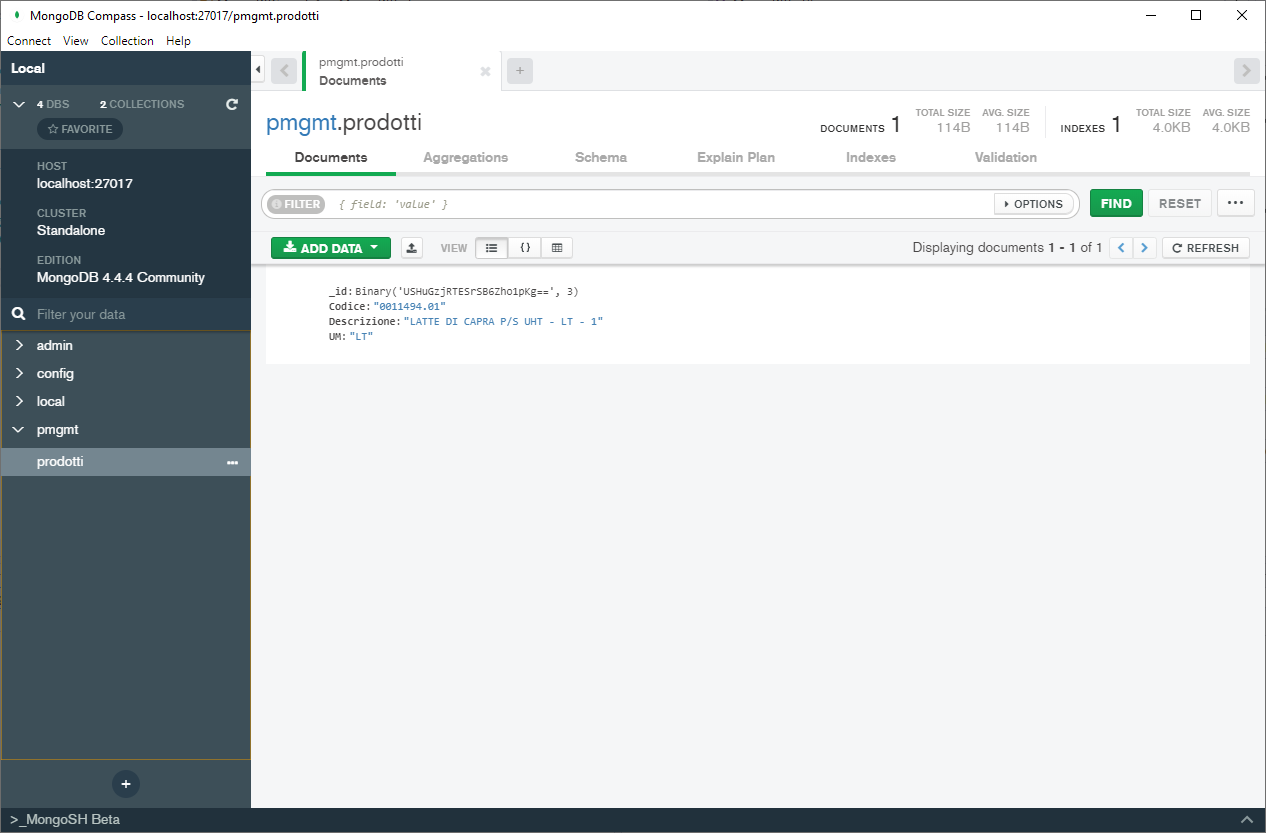 MongoDB Compass - localhost:27017/pmgmt.prodotti
Connect View Collection Help
Local
4 DBS 2 COLLECTIONS
FAVORITE
HOST
localhost:27017
CLUSTER
Standalone
EDITION
MongoDB 4.4.4 Community
Filter your data
admin
config
local
pmgmt
prodotti
>_MongoSH Beta
pmgmt.prodotti
Documents
pmgmt.prodotti
DOCUMENTS 1 TOTAL SIZE 114B AVG. SIZE 114B INDEXES 1 TOTAL SIZE 4.0KB AVG. SIZE 4.0KB
Documents Aggregations Schema Explain Plan Indexes Validation
FILTER { field: 'value' } OPTIONS FIND RESET
ADD DATA VIEW {} Displaying documents 1 - 1 of 1 REFRESH
_id: Binary('USHuGzjRTESrSB6Zho1pKg==', 3)
Codice: "0011494.01"
Descrizione: "LATTE DI CAPRA P/S UHT - LT - 1"
UM: "LT"